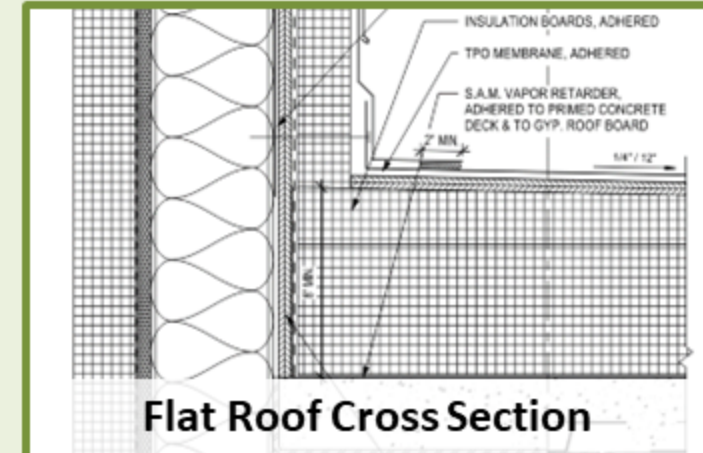 INSULATION BOARDS, ADHERED
TPO MEMBRANE, ADHERED
S.A.M. VAPOR RETARDER,
ADHERED TO PRIMED CONCRETE
DECK & TO GYP. ROOF BOARD
2" MIN.
1/4" / 12"
Flat Roof Cross Section